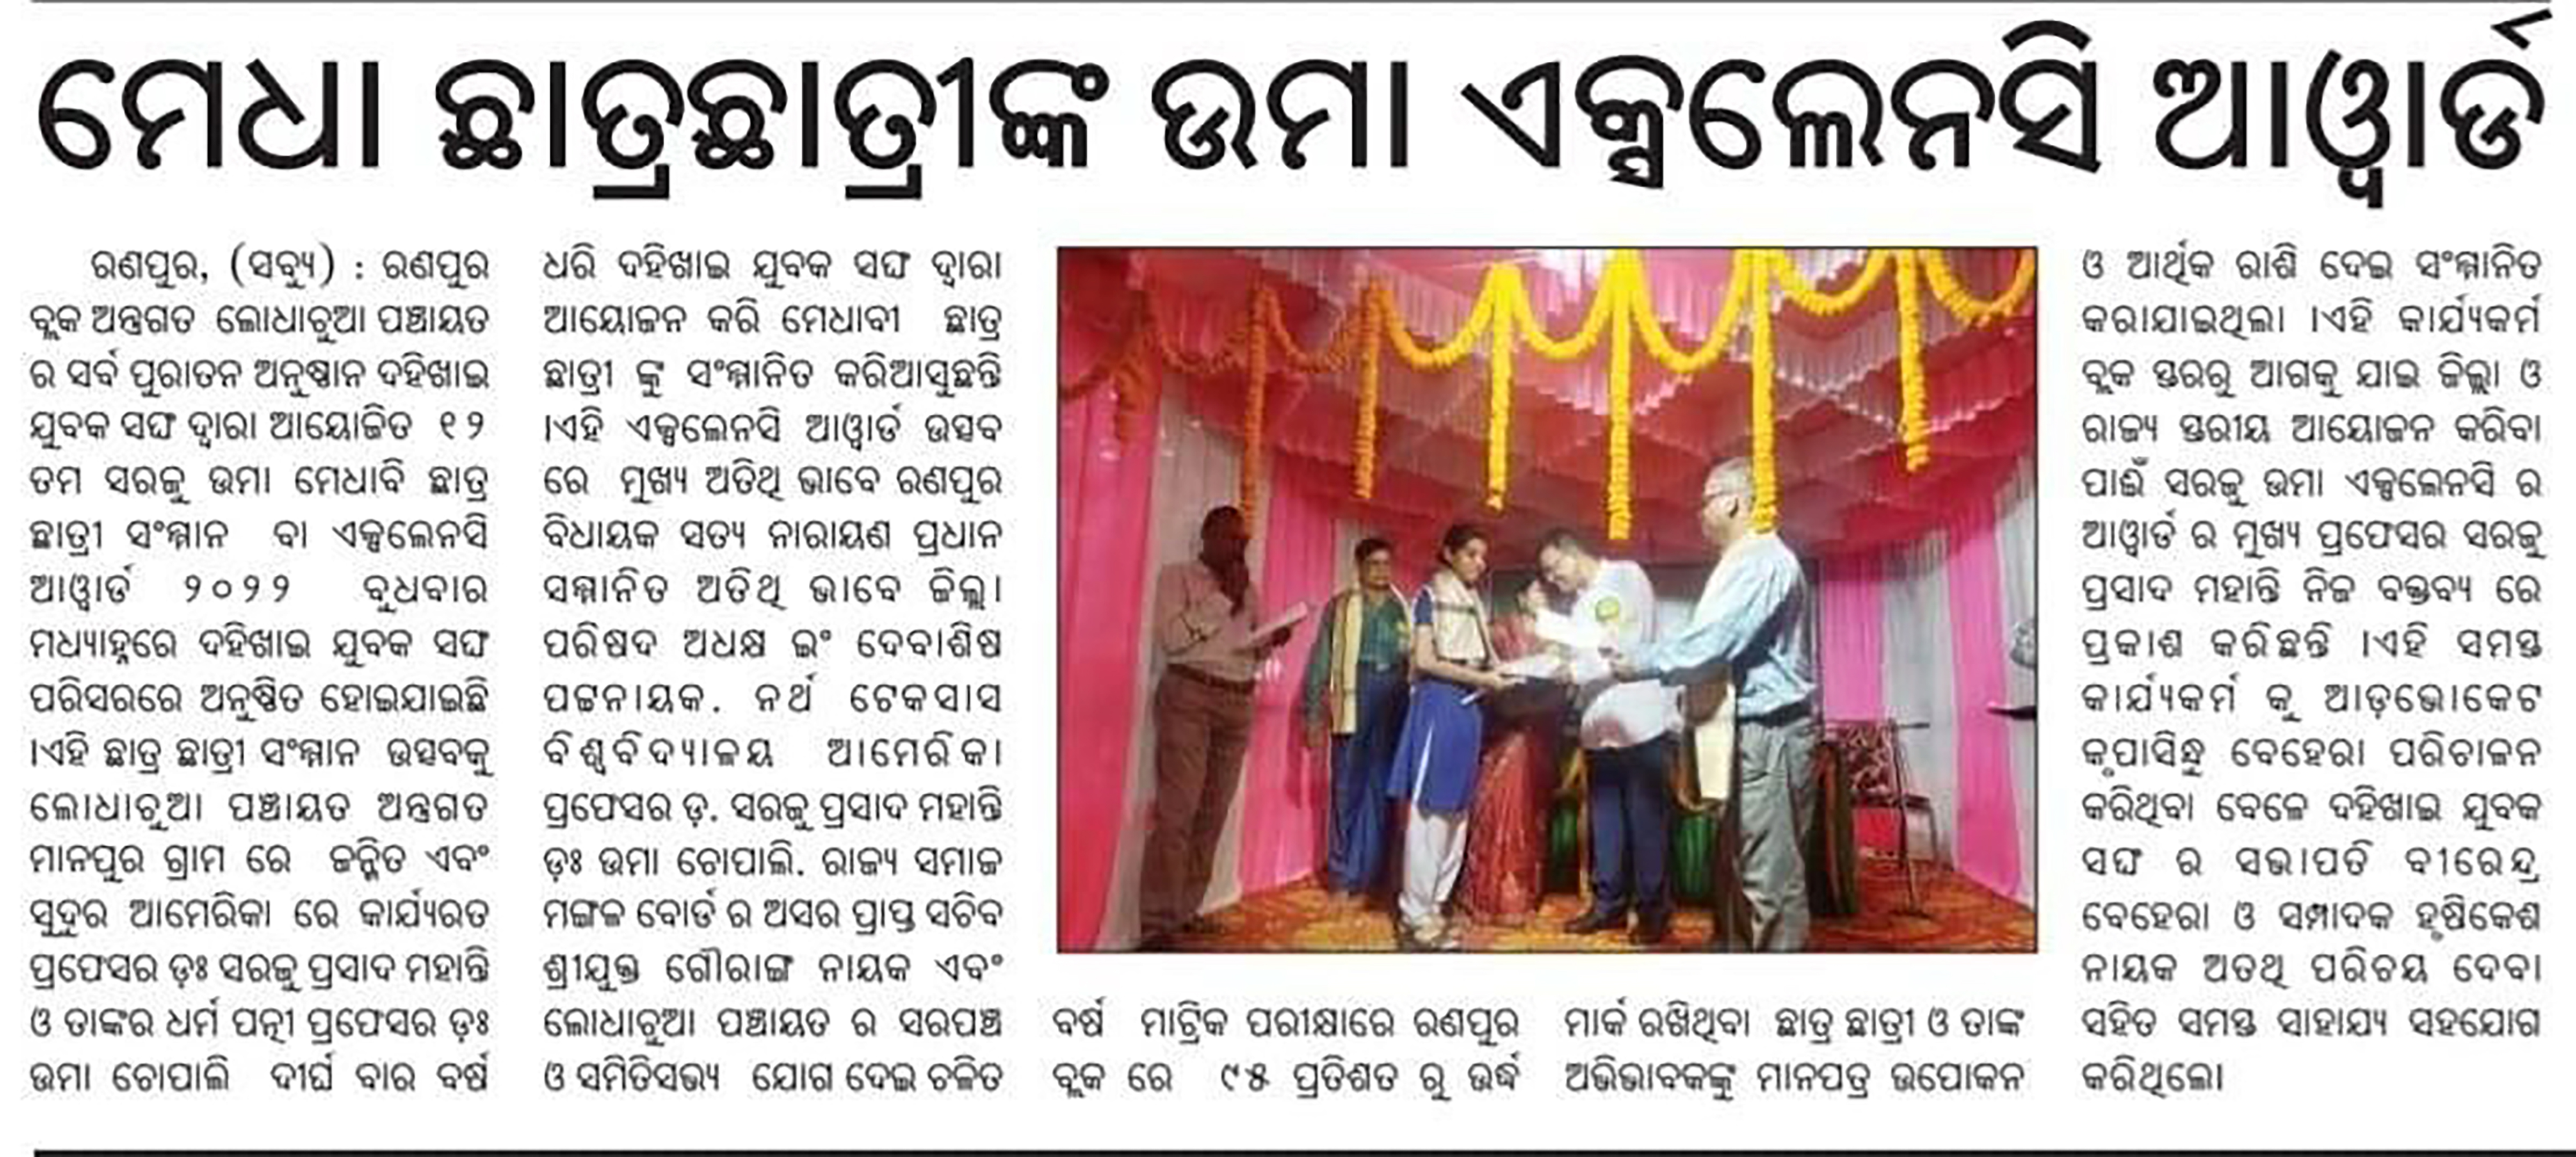 ମେଧା ଛାତ୍ରଛାତ୍ରୀଙ୍କ ଉମା ଏକ୍ସଲେନସି ଆୱାର୍ଡ
ରଣପୁର, (ସବ୍ୟୁ) : ରଣପୁର
ବ୍ଲକ ଅନ୍ତ୍ରଗତ ଲୋଧାଚୁଆ ପଞ୍ଚାୟତ
ର ସର୍ବ ପୁରାତନ ଅନୁଷ୍ଠାନ ଦହିଖାଇ
ଯୁବକ ସଙ୍ଘ ଦ୍ୱାରା ଆୟୋଜିତ ୧୨
ତମ ସରଜୁ ଉମା ମେଧାବି ଛାତ୍ର
ଛାତ୍ରୀ ସଂମ୍ମାନ ବା ଏକ୍ସଲେନସି
ଆୱାର୍ଡ ୨୦୨୨ ବୁଧବାର
ମଧ୍ୟାହ୍ନରେ ଦହିଖାଇ ଯୁବକ ସଙ୍ଘ
ପରିସରରେ ଅନୁଷ୍ଠିତ ହୋଇଯାଇଛି
।ଏହି ଛାତ୍ର ଛାତ୍ରୀ ସଂମ୍ମାନ ଉତ୍ସବକୁ
ଲୋଧାଚୁଆ ପଞ୍ଚାୟତ ଅନ୍ତ୍ରଗତ
ମାନପୁର ଗ୍ରାମ ରେ ଜନ୍ମିତ ଏବଂ
ସୁଦୁର ଆମେରିକା ରେ କାର୍ଯ୍ୟରତ
ପ୍ରଫେସର ଡ଼ଃ ସରଜୁ ପ୍ରସାଦ ମହାନ୍ତି
ଓ ତାଙ୍କର ଧର୍ମ ପତ୍ନୀ ପ୍ରଫେସର ଡ଼ଃ
ଉମା ଚୋପାଲି ଦୀର୍ଘ ବାର ବର୍ଷ
ଧରି ଦହିଖାଇ ଯୁବକ ସଙ୍ଘ ଦ୍ୱାରା
ଆୟୋଜନ କରି ମେଧାବୀ ଛାତ୍ର
ଛାତ୍ରୀ ଙ୍କୁ ସଂମ୍ମାନିତ କରିଆସୁଛନ୍ତି
।ଏହି ଏକ୍ସଲେନସି ଆୱାର୍ଡ ଉତ୍ସବ
ରେ ମୁଖ୍ୟ ଅତିଥି ଭାବେ ରଣପୁର
ବିଧାୟକ ସତ୍ୟ ନାରାୟଣ ପ୍ରଧାନ
ସମ୍ମାନିତ ଅତିଥି ଭାବେ ଜିଲ୍ଲା
ପରିଷଦ ଅଧକ୍ଷ ଇଂ ଦେବାଶିଷ
ପଟ୍ଟନାୟକ. ନର୍ଥ ଟେକସାସ
ବିଶ୍ୱବିଦ୍ୟାଳୟ ଆମେରିକା
ପ୍ରଫେସର ଡ଼. ସରଜୁ ପ୍ରସାଦ ମହାନ୍ତି
ଡ଼ଃ ଉମା ଚୋପାଲି. ରାଜ୍ୟ ସମାଜ
ମଙ୍ଗଳ ବୋର୍ଡ ର ଅସର ପ୍ରାପ୍ତ ସଚିବ
ଶ୍ରୀଯୁକ୍ତ ଗୌରାଙ୍ଗ ନାୟକ ଏବଂ
ଲୋଧାଚୁଆ ପଞ୍ଚାୟତ ର ସରପଞ୍ଚ
ଓ ସମିତିସଭ୍ୟ ଯୋଗ ଦେଇ ଚଳିତ
ବର୍ଷ ମାଟ୍ରିକ ପରୀକ୍ଷାରେ ରଣପୁର
ବ୍ଲକ ରେ ୯୫ ପ୍ରତିଶତ ରୁ ଉର୍ଦ୍ଧ
ମାର୍କ ରଖିଥିବା ଛାତ୍ର ଛାତ୍ରୀ ଓ ତାଙ୍କ
ଅଭିଭାବକଙ୍କୁ ମାନପତ୍ର ଉପୋକନ
ଓ ଆର୍ଥିକ ରାଶି ଦେଇ ସଂମ୍ମାନିତ
କରାଯାଇଥିଲା ।ଏହି କାର୍ଯ୍ୟକର୍ମ
ବ୍ଲକ ସ୍ତରରୁ ଆଗକୁ ଯାଇ ଜିଲ୍ଲା ଓ
ରାଜ୍ୟ ସ୍ତରୀୟ ଆୟୋଜନ କରିବା
ପାଇଁ ସରଜୁ ଉମା ଏକ୍ସଲେନସି ର
ଆୱାର୍ଡ ର ମୁଖ୍ୟ ପ୍ରଫେସର ସରଜୁ
ପ୍ରସାଦ ମହାନ୍ତି ନିଜ ବକ୍ତବ୍ୟ ରେ
ପ୍ରକାଶ କରିଛନ୍ତି ।ଏହି ସମସ୍ତ
କାର୍ଯ୍ୟକର୍ମ କୁ ଆଡ଼ଭୋକେଟ
କୃପାସିନ୍ଧୁ ବେହେରା ପରିଚାଳନ
କରିଥିବା ବେଳେ ଦହିଖାଇ ଯୁବକ
ସଙ୍ଘ ର ସଭାପତି ବୀରେନ୍ଦ୍ର
ବେହେରା ଓ ସମ୍ପାଦକ ହୃଷିକେଶ
ନାୟକ ଅତଥି ପରିଚୟ ଦେବା
ସହିତ ସମସ୍ତ ସାହାଯ୍ୟ ସହଯୋଗ
କରିଥିଲେ।